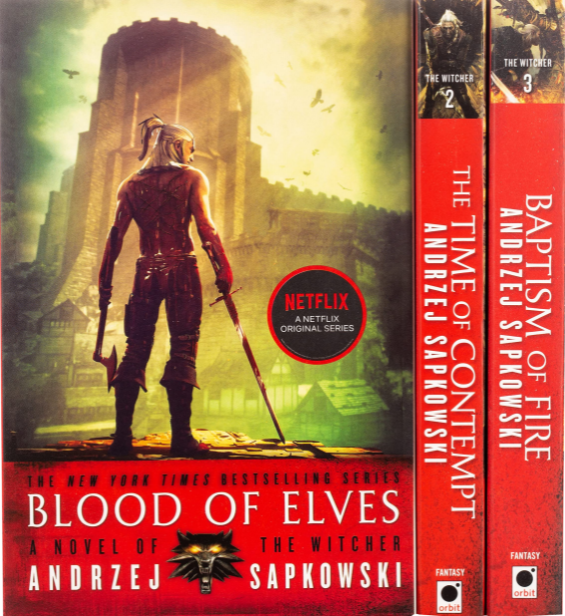 NETFLIX
A NETFLIX
ORIGINAL SERIES
THE NEW YORK TIMES BESTSELLING SERIES
BLOOD OF ELVES
A NOVEL OF THE WITCHER
ANDRZEJ SAPKOWSKI
THE WITCHER
2
THE TIME OF CONTEMPT
ANDRZEJ SAPKOWSKI
FANTASY
orbit
THE WITCHER
3
BAPTISM OF FIRE
ANDRZEJ SAPKOWSKI
FANTASY
orbit